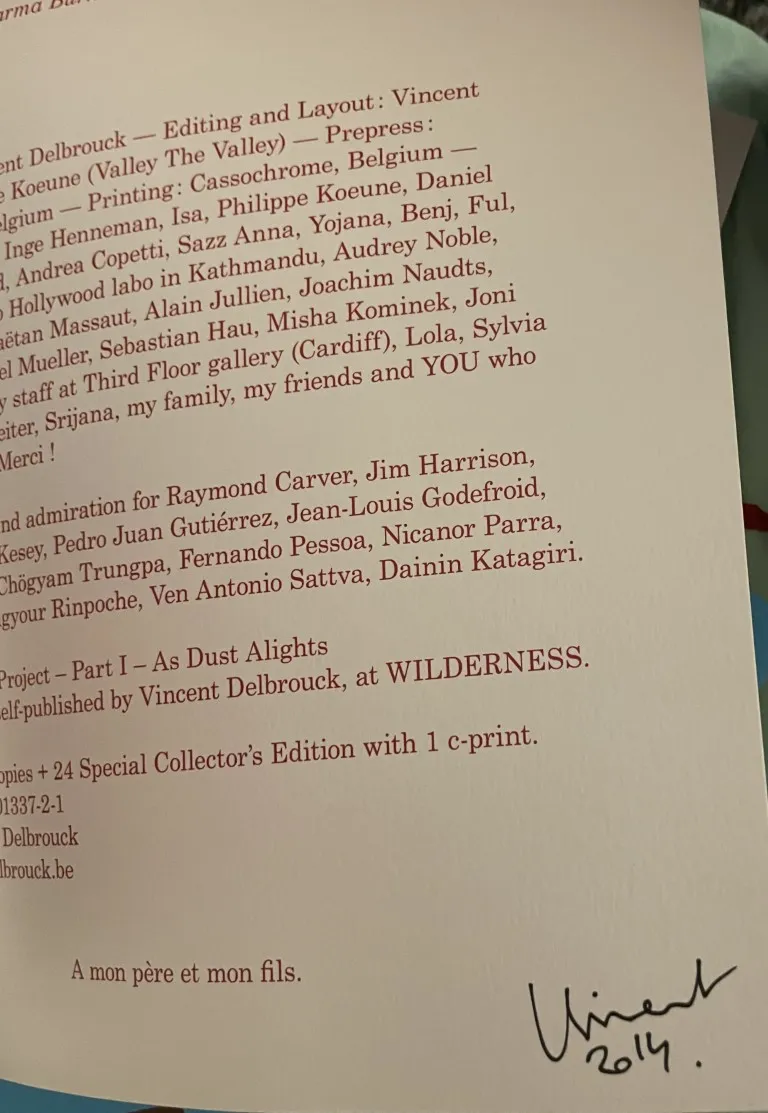 arma
ent Delbrouck — Editing and Layout : Vincent
e Koeune (Valley The Valley) — Prepress :
elgium — Printing : Cassochrome, Belgium —
Inge Henneman, Isa, Philippe Koeune, Daniel
d, Andrea Copetti, Sazz Anna, Yojana, Benj, Ful,
o Hollywood labo in Kathmandu, Audrey Noble,
aëtan Massaut, Alain Jullien, Joachim Naudts,
el Mueller, Sebastian Hau, Misha Kominek, Joni
y staff at Third Floor gallery (Cardiff), Lola, Sylvia
eiter, Srijana, my family, my friends and YOU who
Merci !
nd admiration for Raymond Carver, Jim Harrison,
Kesey, Pedro Juan Gutiérrez, Jean-Louis Godefroid,
Chögyam Trungpa, Fernando Pessoa, Nicanor Parra,
gyour Rinpoche, Ven Antonio Sattva, Dainin Katagiri.
Project – Part I – As Dust Alights
elf-published by Vincent Delbrouck, at WILDERNESS.
opies + 24 Special Collector's Edition with 1 c-print.
01337-2-1
Delbrouck
lbrouck.be
A mon père et mon fils.
Vincent
2014.